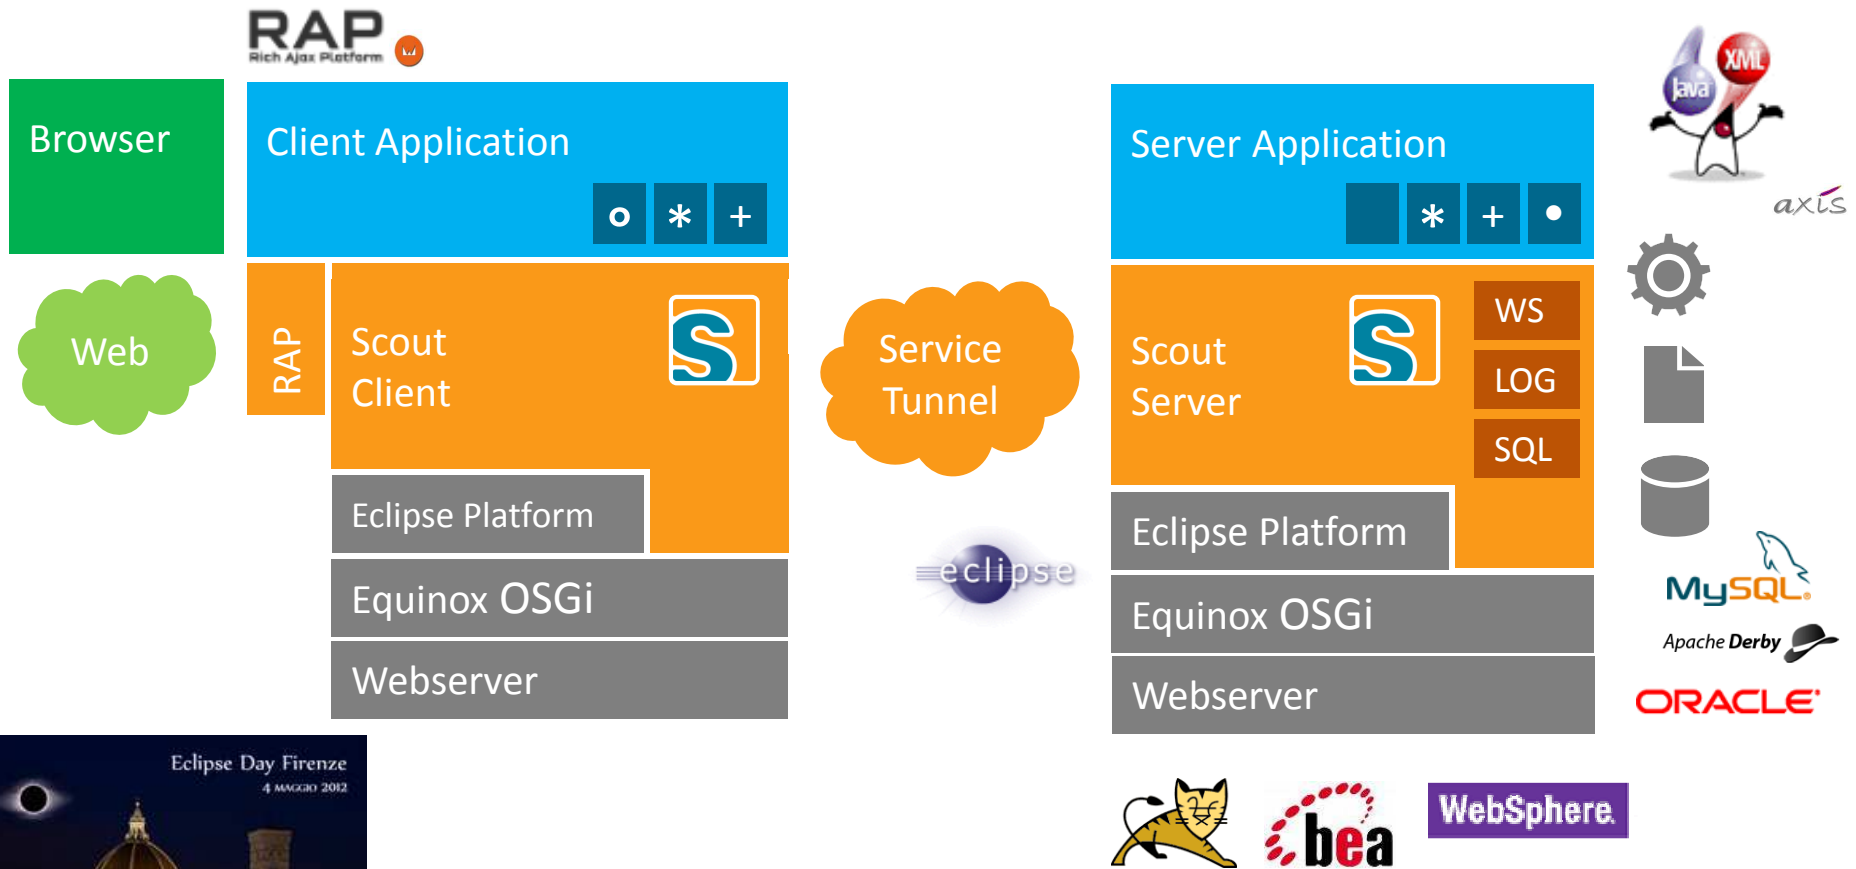 RAP
Rich Ajax Platform
Browser
Client Application
o * +
Web
RAP
Scout
Client
Eclipse Platform
Equinox OSGi
Webserver
Service
Tunnel
eclipse
Server Application
* + •
Scout
Server
WS
LOG
SQL
Eclipse Platform
Equinox OSGi
Webserver
Java
XML
axis
MySQL®
Apache Derby
ORACLE®
Eclipse Day Firenze
4 MAGGIO 2012
bea
WebSphere.